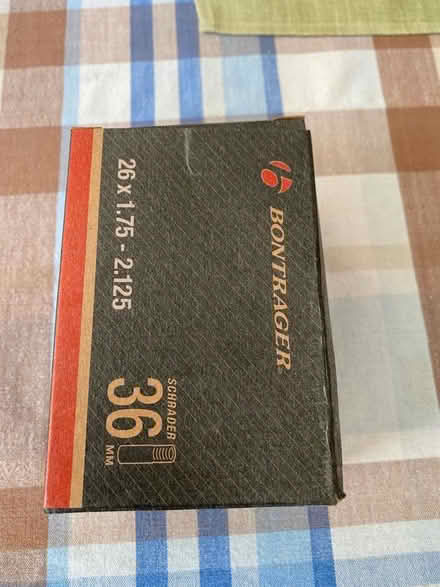 BONTRAGER
26 x 1.75 - 2.125
SCHRADER
36
MM